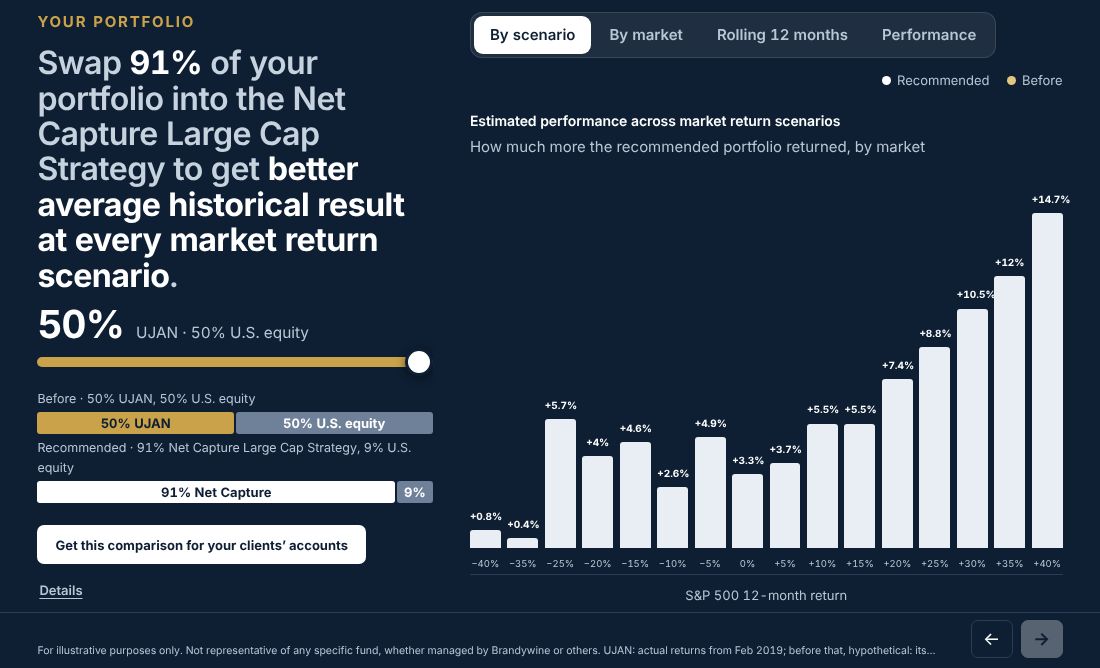 YOUR PORTFOLIO
Swap 91% of your
portfolio into the Net
Capture Large Cap
Strategy to get better
average historical result
at every market return
scenario.
50% UJAN · 50% U.S. equity
Before · 50% UJAN, 50% U.S. equity
50% UJAN 50% U.S. equity
Recommended · 91% Net Capture Large Cap Strategy, 9% U.S.
equity
91% Net Capture 9%
Get this comparison for your clients’ accounts
Details
By scenario By market Rolling 12 months Performance
Recommended Before
Estimated performance across market return scenarios
How much more the recommended portfolio returned, by market
+0.8% +0.4% +5.7% +4% +4.6% +2.6% +4.9% +3.3% +3.7% +5.5% +5.5% +7.4% +8.8% +10.5% +12% +14.7%
−40% −35% −25% −20% −15% −10% −5% 0% +5% +10% +15% +20% +25% +30% +35% +40%
S&P 500 12-month return
For illustrative purposes only. Not representative of any specific fund, whether managed by Brandywine or others. UJAN: actual returns from Feb 2019; before that, hypothetical: its…